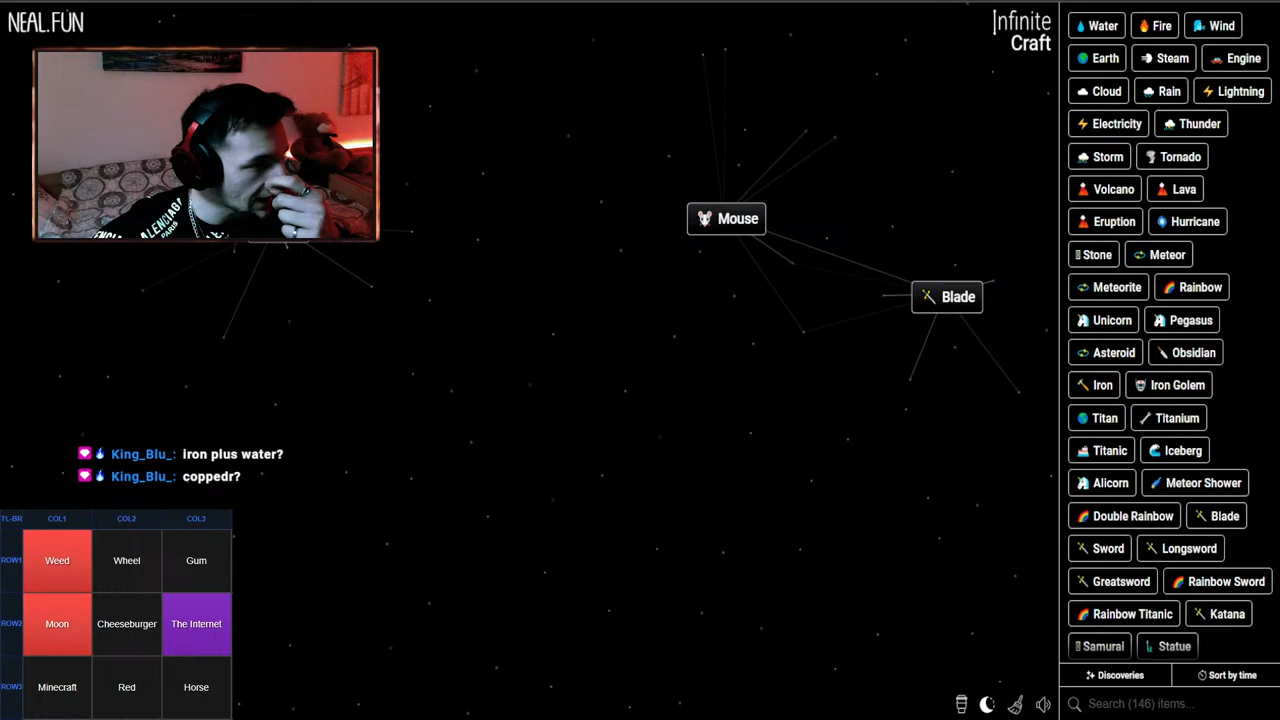 NEAL.FUN
Infinite
Craft
BALENCIAGA
PARIS
Mouse
Blade
King_Blu_: iron plus water?
King_Blu_: coppedr?
TL-BR COL1 COL2 COL3
ROW1 Weed Wheel Gum
ROW2 Moon Cheeseburger The Internet
ROW3 Minecraft Red Horse
Water Fire Wind
Earth Steam Engine
Cloud Rain Lightning
Electricity Thunder
Storm Tornado
Volcano Lava
Eruption Hurricane
Stone Meteor
Meteorite Rainbow
Unicorn Pegasus
Asteroid Obsidian
Iron Iron Golem
Titan Titanium
Titanic Iceberg
Alicorn Meteor Shower
Double Rainbow Blade
Sword Longsword
Greatsword Rainbow Sword
Rainbow Titanic Katana
Samurai Statue
Discoveries Sort by time
Search (146) items...